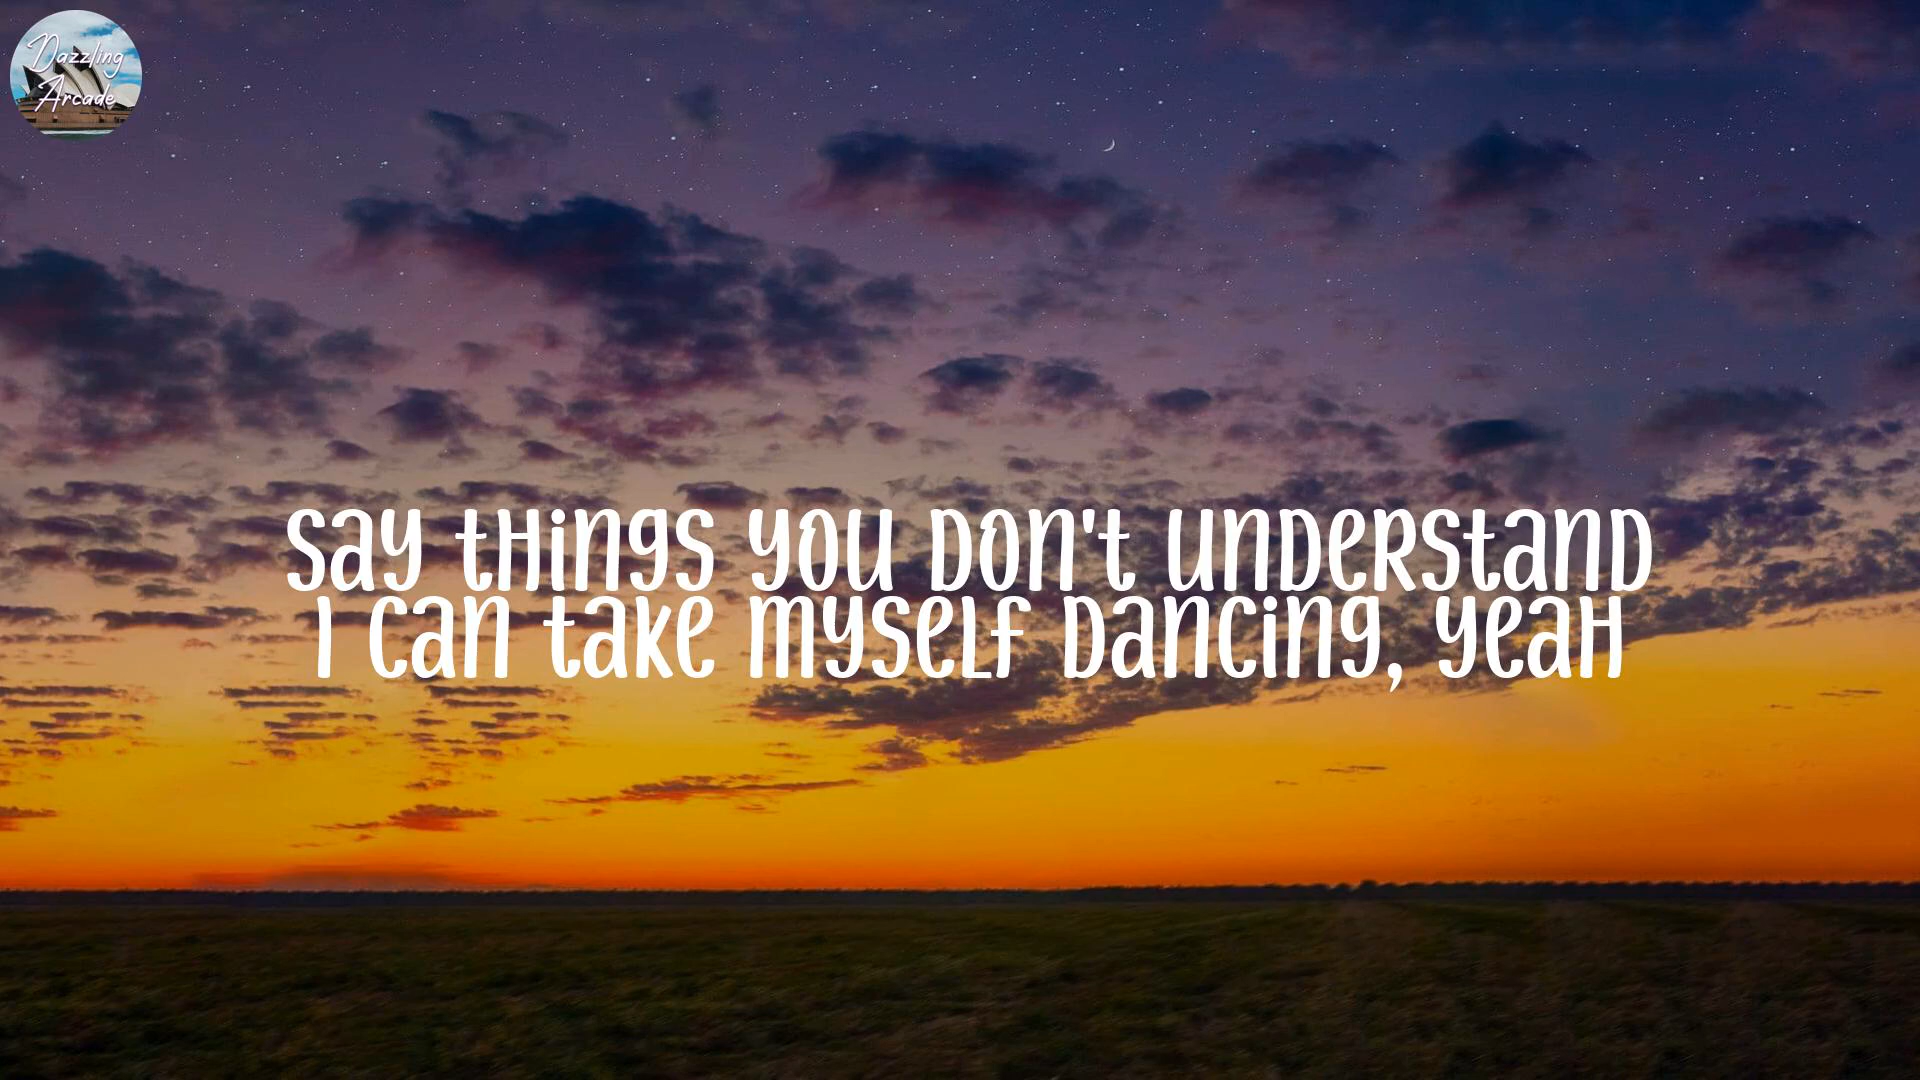 Dazzling
Arcade
say things you don't understand
I can take myself dancing, yeah